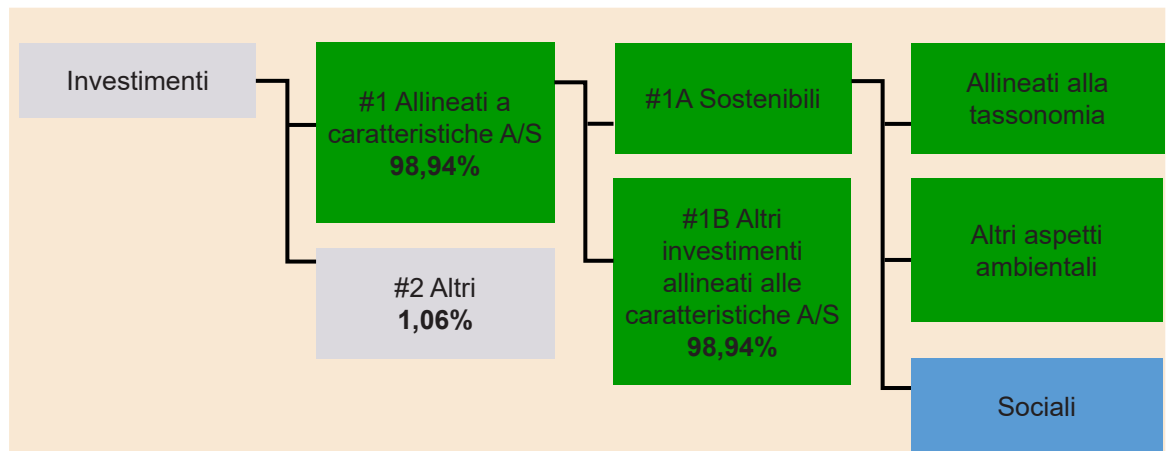 Investimenti
#1 Allineati a
caratteristiche A/S
98,94%
#2 Altri
1,06%
#1A Sostenibili
#1B Altri
investimenti
allineati alle
caratteristiche A/S
98,94%
Allineati alla
tassonomia
Altri aspetti
ambientali
Sociali